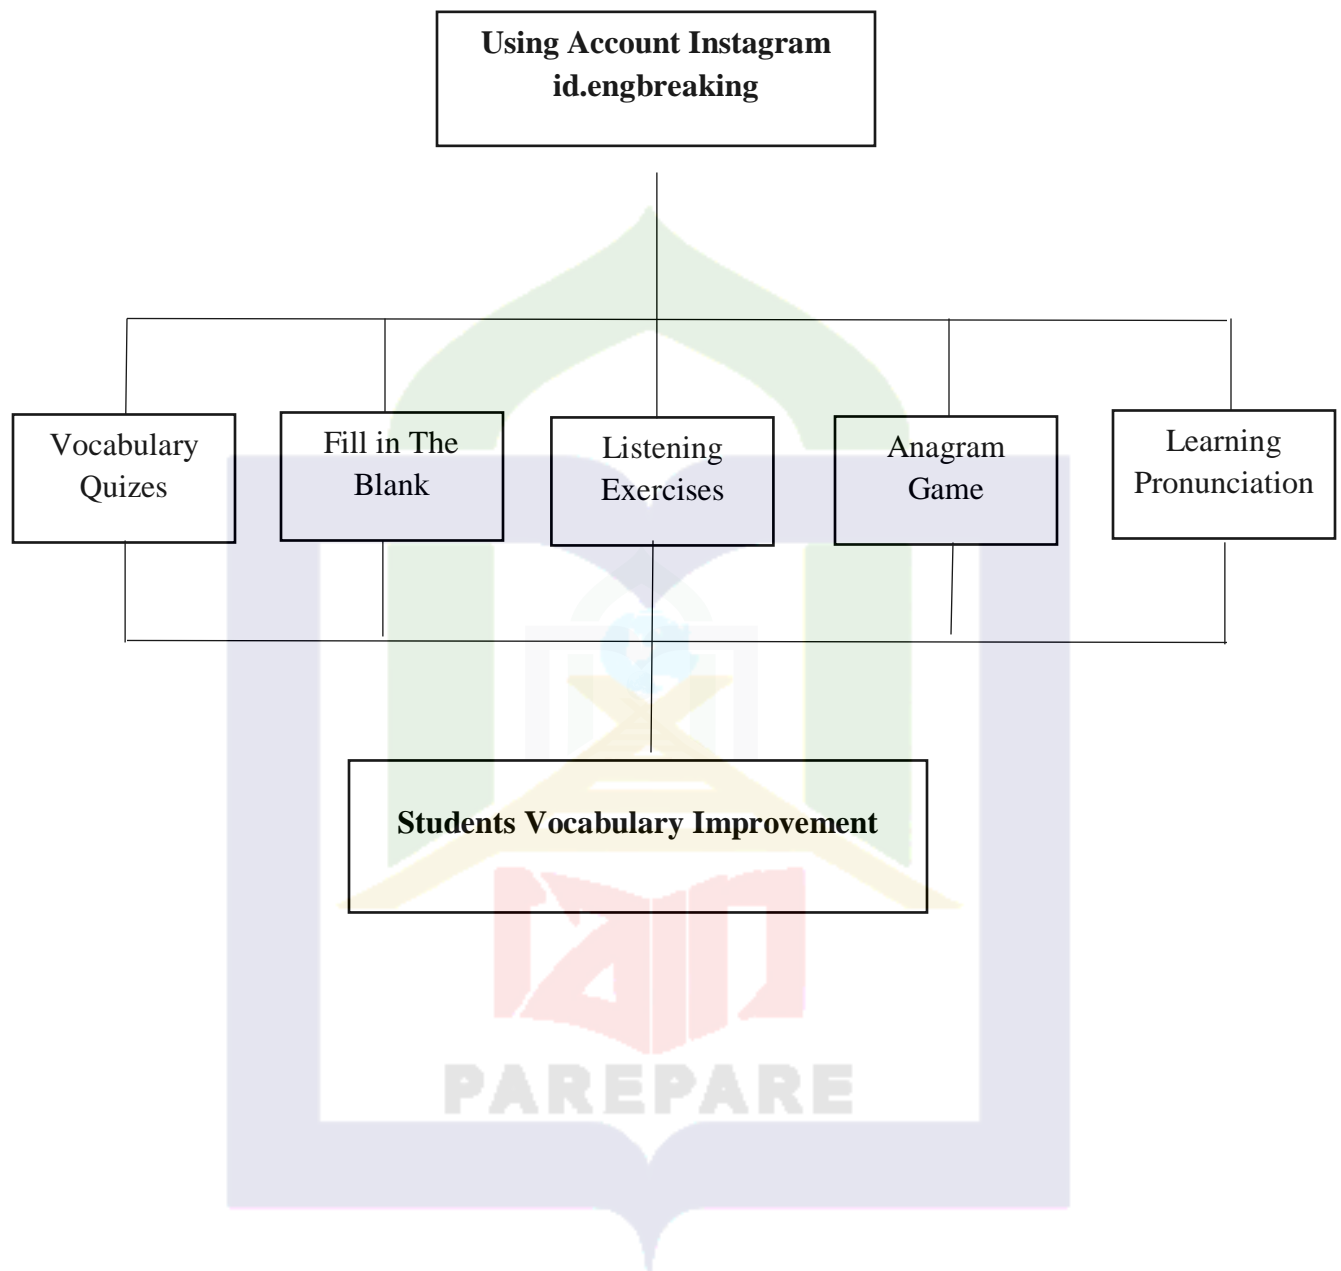 Using Account Instagram
id.engbreaking
Vocabulary
Quizes
Fill in The
Blank
Listening
Exercises
Anagram
Game
Learning
Pronunciation
Students Vocabulary Improvement
PAREPARE